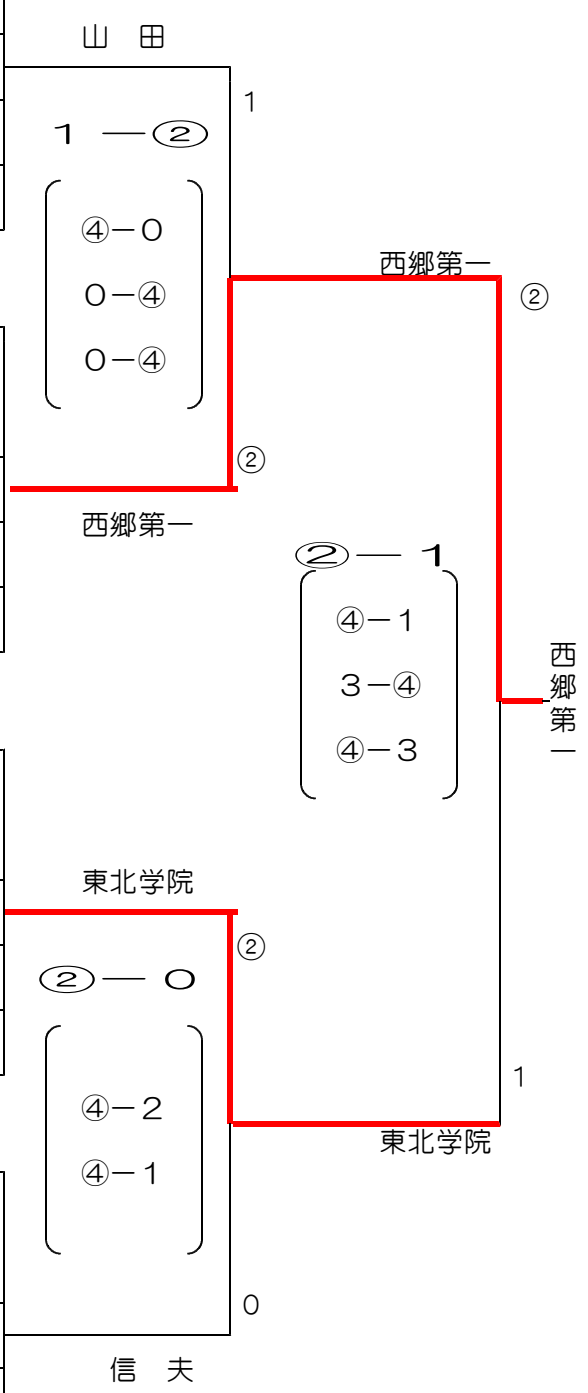 山　田
1
１ ―②
④－０
０－④
０－④
西郷第一
②
②
西郷第一
②― １
④－１
３－④
④－３
西郷第一
東北学院
②
②― ０
④－２
④－１
1
東北学院
0
信　夫